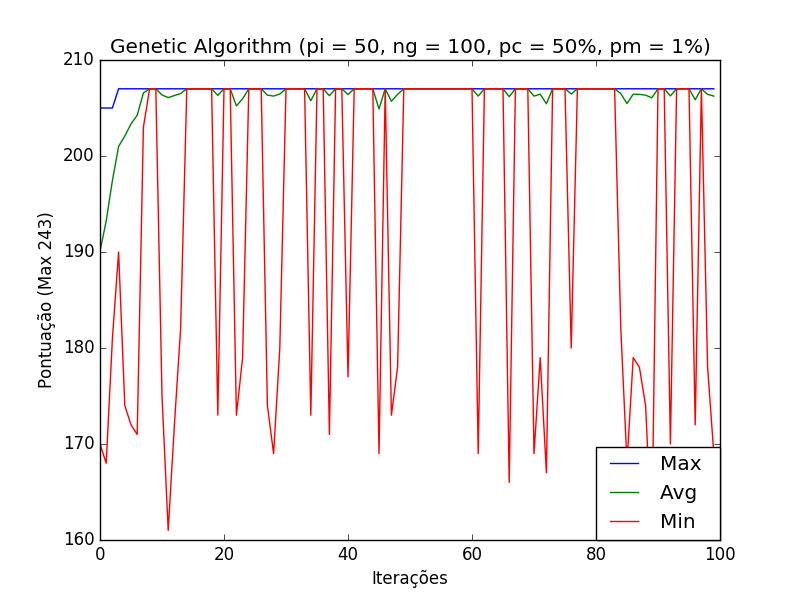 Genetic Algorithm (pi = 50, ng = 100, pc = 50%, pm = 1%)
210
200
190
180
170
160
Pontuação (Max 243)
0
20
40
60
80
100
Iterações
Max
Avg
Min